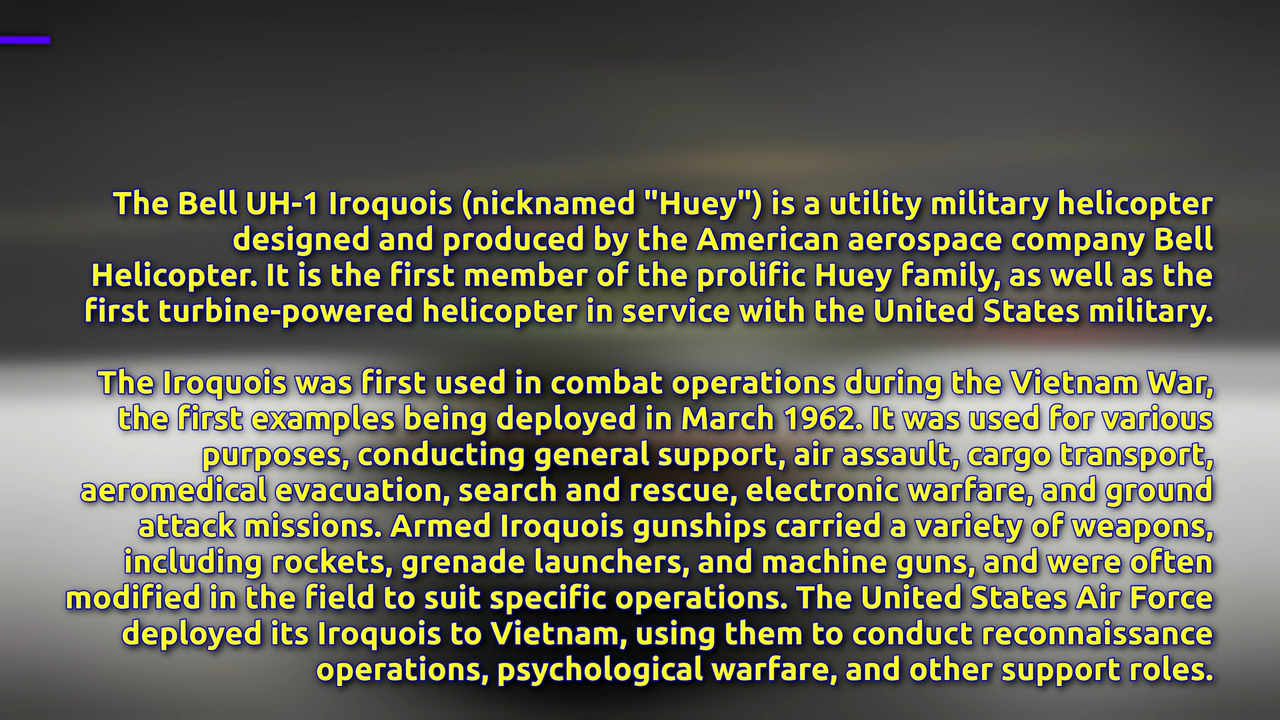 The Bell UH-1 Iroquois (nicknamed "Huey") is a utility military helicopter
designed and produced by the American aerospace company Bell
Helicopter. It is the first member of the prolific Huey family, as well as the
first turbine-powered helicopter in service with the United States military.
The Iroquois was first used in combat operations during the Vietnam War,
the first examples being deployed in March 1962. It was used for various
purposes, conducting general support, air assault, cargo transport,
aeromedical evacuation, search and rescue, electronic warfare, and ground
attack missions. Armed Iroquois gunships carried a variety of weapons,
including rockets, grenade launchers, and machine guns, and were often
modified in the field to suit specific operations. The United States Air Force
deployed its Iroquois to Vietnam, using them to conduct reconnaissance
operations, psychological warfare, and other support roles.